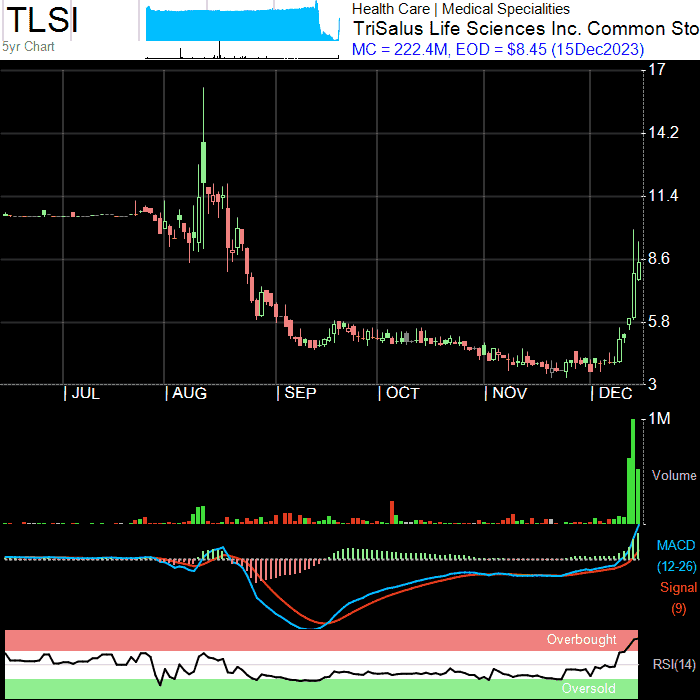 TLSI
5yr Chart
Health Care | Medical Specialities
TriSalus Life Sciences Inc. Common Sto
MC = 222.4M, EOD = $8.45 (15Dec2023)
17
14.2
11.4
8.6
5.8
3
| JUL | AUG | SEP | OCT | NOV | DEC
1M
Volume
MACD
(12-26)
Signal
(9)
Overbought
RSI(14)
Oversold